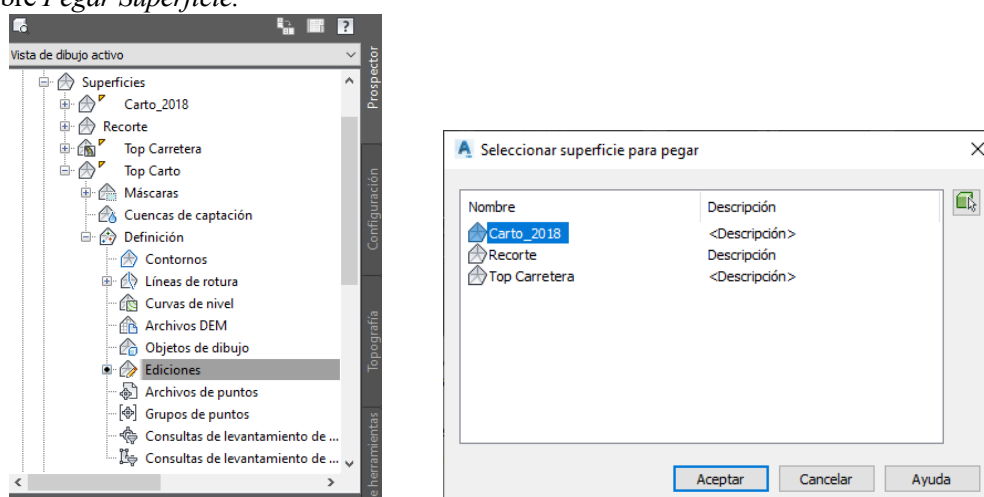 bre Pegar Superficie.
Vista de dibujo activo
Superficies
Carto_2018
Recorte
Top Carretera
Top Carto
Máscaras
Cuencas de captación
Definición
Contornos
Líneas de rotura
Curvas de nivel
Archivos DEM
Objetos de dibujo
Ediciones
Archivos de puntos
Grupos de puntos
Consultas de levantamiento de ...
Consultas de levantamiento de ...
Prospector
Configuración
Topografía
e herramientas
Seleccionar superficie para pegar
Nombre Descripción
Carto_2018 <Descripción>
Recorte Descripción
Top Carretera <Descripción>
Aceptar Cancelar Ayuda